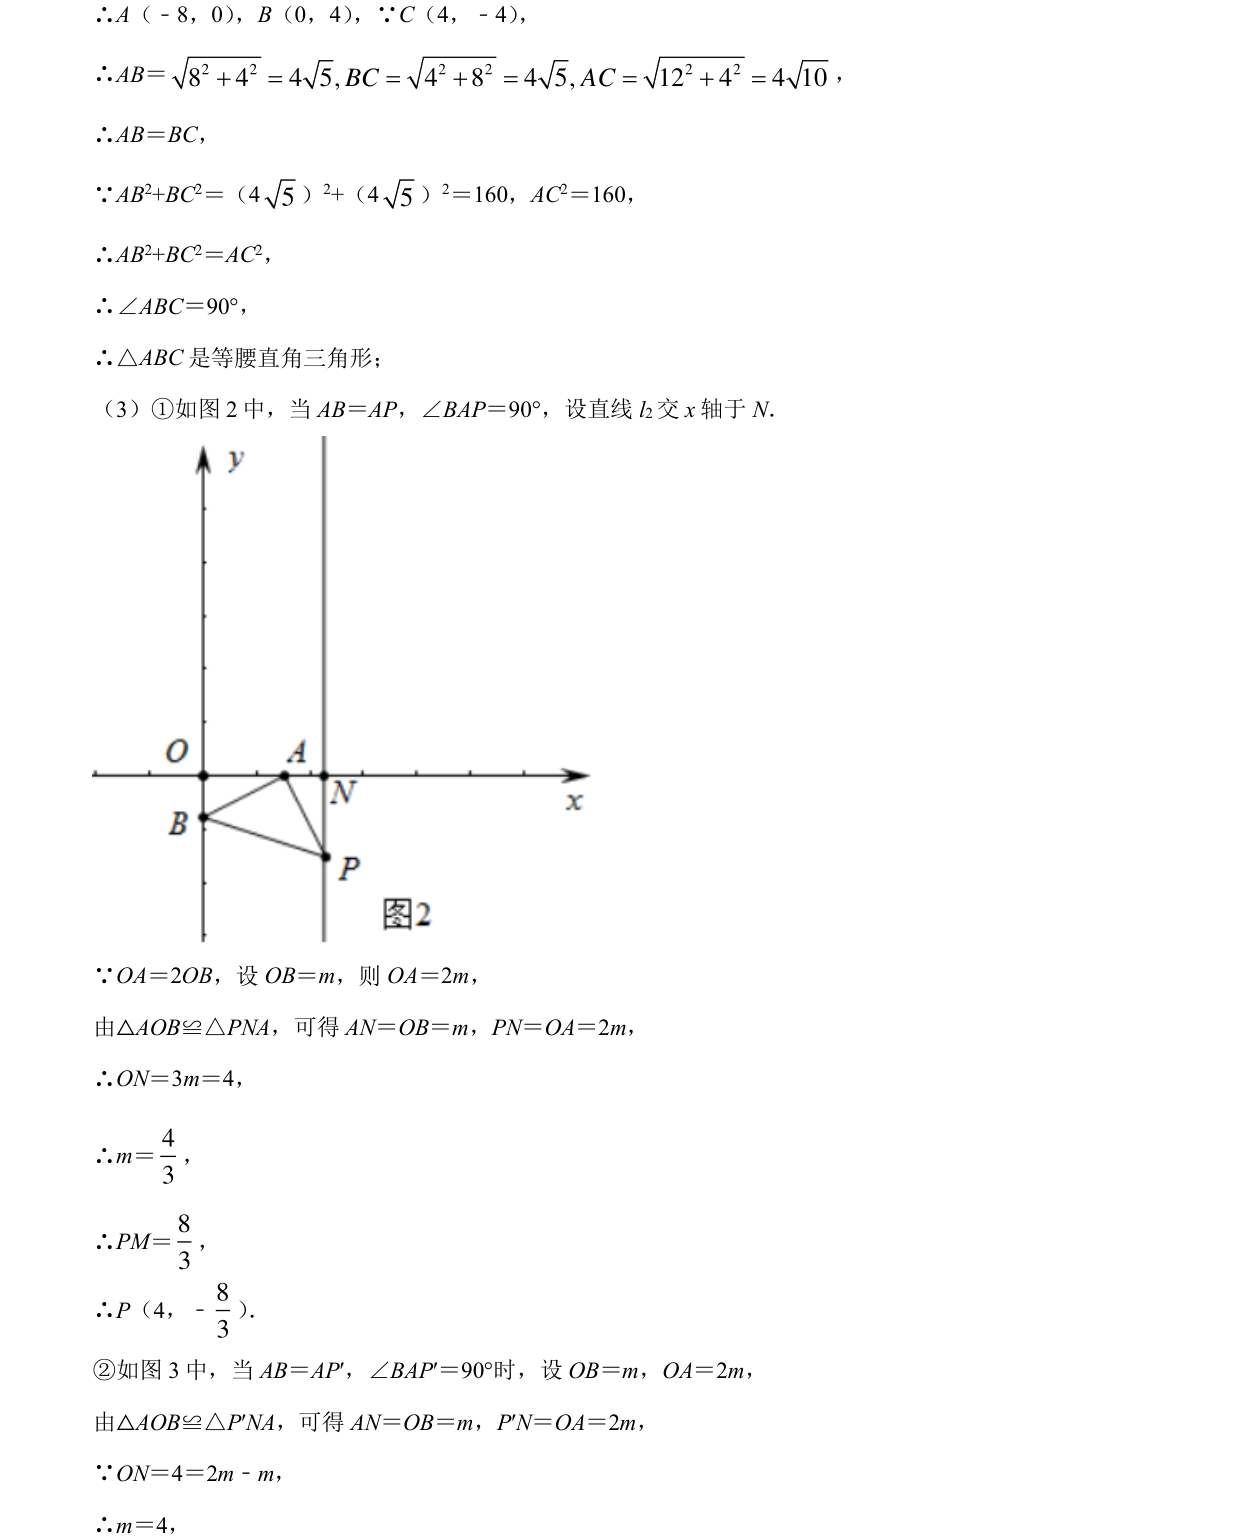 ∴A（﹣8，0），B（0，4），∵C（4，﹣4），
∴AB＝√(8²+4²)=4√5, BC=√(4²+8²)=4√5, AC=√(12²+4²)=4√10，
∴AB＝BC，
∵AB²+BC²＝（4√5）²+（4√5）²＝160，AC²＝160，
∴AB²+BC²＝AC²，
∴∠ABC＝90°，
∴△ABC是等腰直角三角形；
（3）①如图2中，当AB＝AP，∠BAP＝90°，设直线l₂交x轴于N．
y
O
A
N
x
B
P
图2
∵OA＝2OB，设OB＝m，则OA＝2m，
由△AOB≌△PNA，可得AN＝OB＝m，PN＝OA＝2m，
∴ON＝3m＝4，
∴m＝4/3，
∴PM＝8/3，
∴P（4，﹣8/3）．
②如图3中，当AB＝AP′，∠BAP′＝90°时，设OB＝m，OA＝2m，
由△AOB≌△P′NA，可得AN＝OB＝m，P′N＝OA＝2m，
∵ON＝4＝2m﹣m，
∴m＝4，